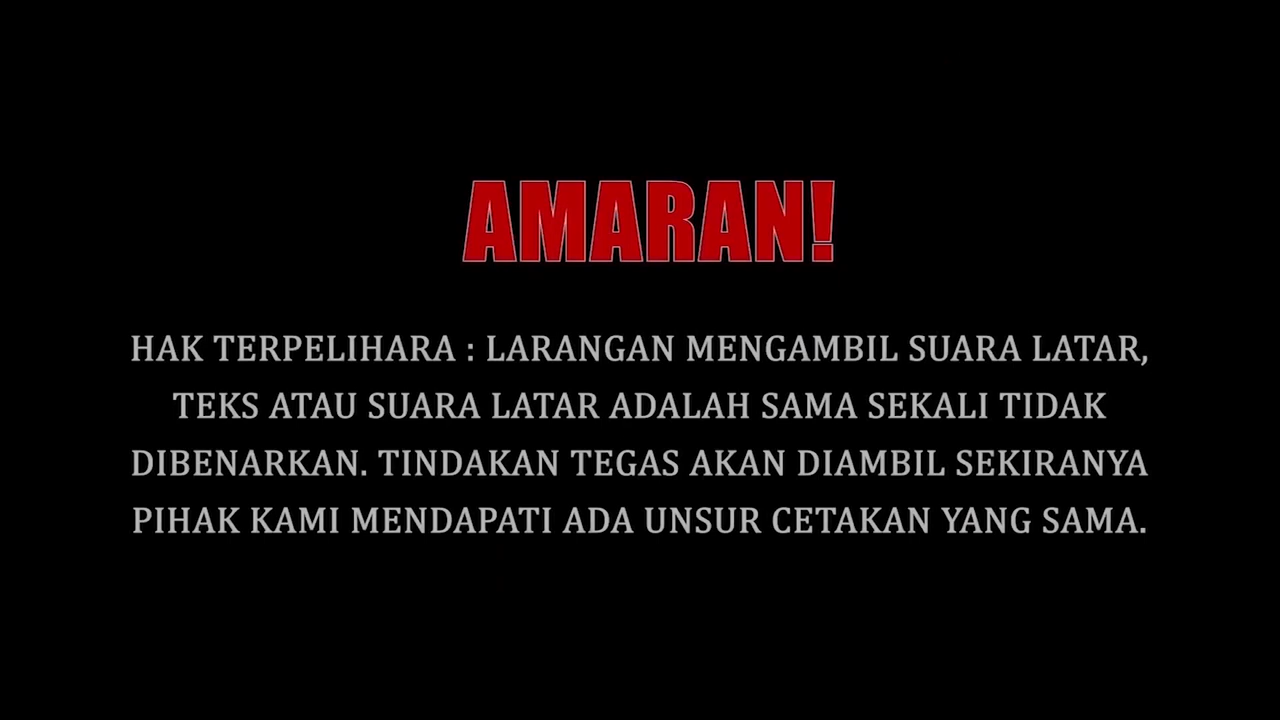 AMARAN!
HAK TERPELIHARA : LARANGAN MENGAMBIL SUARA LATAR,
TEKS ATAU SUARA LATAR ADALAH SAMA SEKALI TIDAK
DIBENARKAN. TINDAKAN TEGAS AKAN DIAMBIL SEKIRANYA
PIHAK KAMI MENDAPATI ADA UNSUR CETAKAN YANG SAMA.